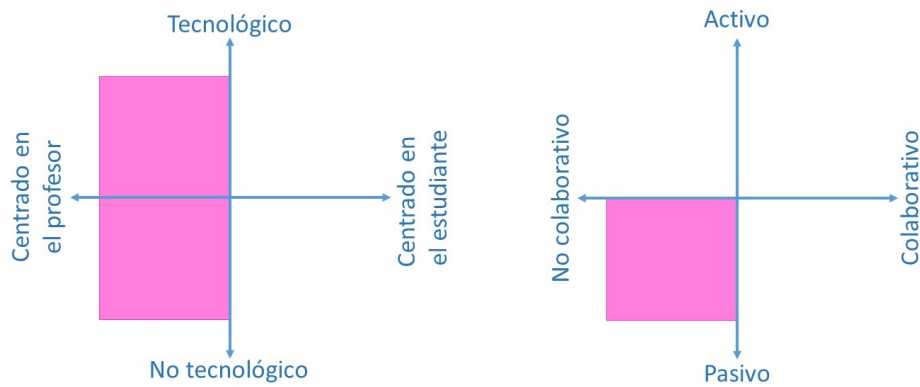 Tecnológico
Centrado en
el profesor
Centrado en
el estudiante
No tecnológico
Activo
No colaborativo
Colaborativo
Pasivo